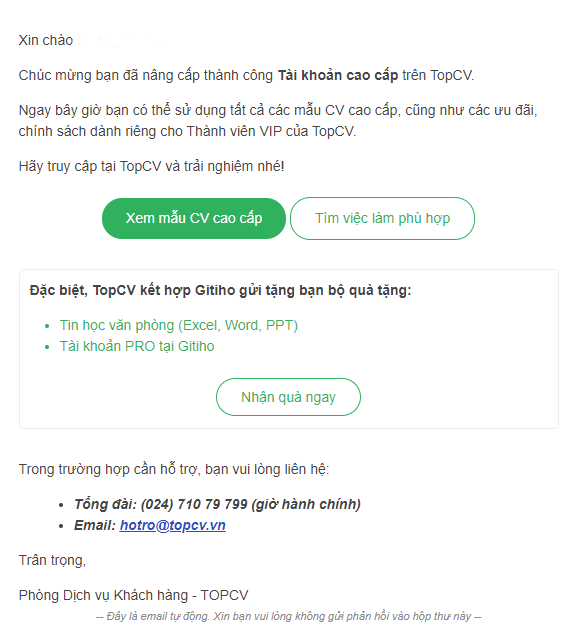 Xin chào
Chúc mừng bạn đã nâng cấp thành công Tài khoản cao cấp trên TopCV.
Ngay bây giờ bạn có thể sử dụng tất cả các mẫu CV cao cấp, cũng như các ưu đãi,
chính sách dành riêng cho Thành viên VIP của TopCV.
Hãy truy cập tại TopCV và trải nghiệm nhé!
Xem mẫu CV cao cấp
Tìm việc làm phù hợp
Đặc biệt, TopCV kết hợp Gitiho gửi tặng bạn bộ quà tặng:
• Tin học văn phòng (Excel, Word, PPT)
• Tài khoản PRO tại Gitiho
Nhận quà ngay
Trong trường hợp cần hỗ trợ, bạn vui lòng liên hệ:
• Tổng đài: (024) 710 79 799 (giờ hành chính)
• Email: hotro@topcv.vn
Trân trọng,
Phòng Dịch vụ Khách hàng - TOPCV
-- Đây là email tự động. Xin bạn vui lòng không gửi phản hồi vào hộp thư này --